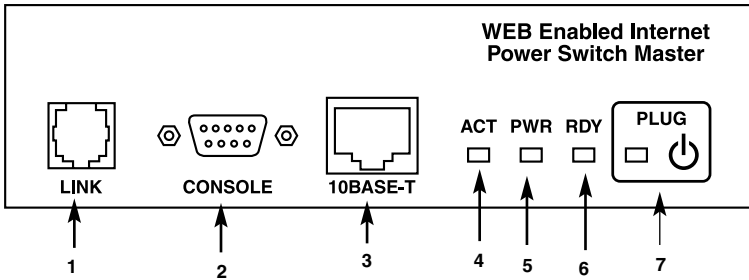 WEB Enabled Internet
Power Switch Master
ACT PWR RDY PLUG
LINK CONSOLE 10BASE-T
1 2 3 4 5 6 7